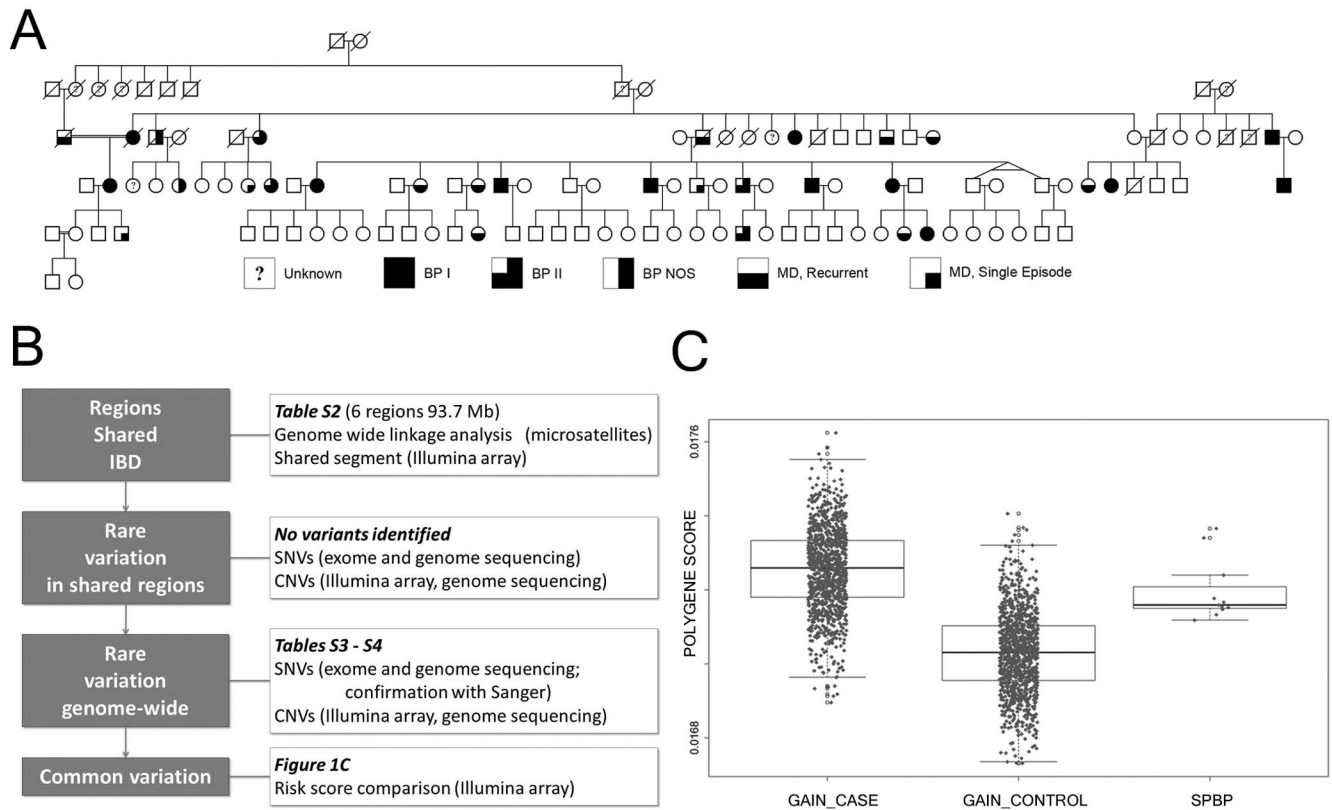 A
?
?
?
?
?
?
?
?
?
?
Unknown
BP I
BP II
BP NOS
MD, Recurrent
MD, Single Episode
B
Regions
Shared
IBD
Table S2 (6 regions 93.7 Mb)
Genome wide linkage analysis (microsatellites)
Shared segment (Illumina array)
Rare
variation
in shared regions
No variants identified
SNVs (exome and genome sequencing)
CNVs (Illumina array, genome sequencing)
Rare
variation
genome-wide
Tables S3 - S4
SNVs (exome and genome sequencing;
confirmation with Sanger)
CNVs (Illumina array, genome sequencing)
Common variation
Figure 1C
Risk score comparison (Illumina array)
C
POLYGENE SCORE
0.0176
0.0168
GAIN_CASE
GAIN_CONTROL
SPBP